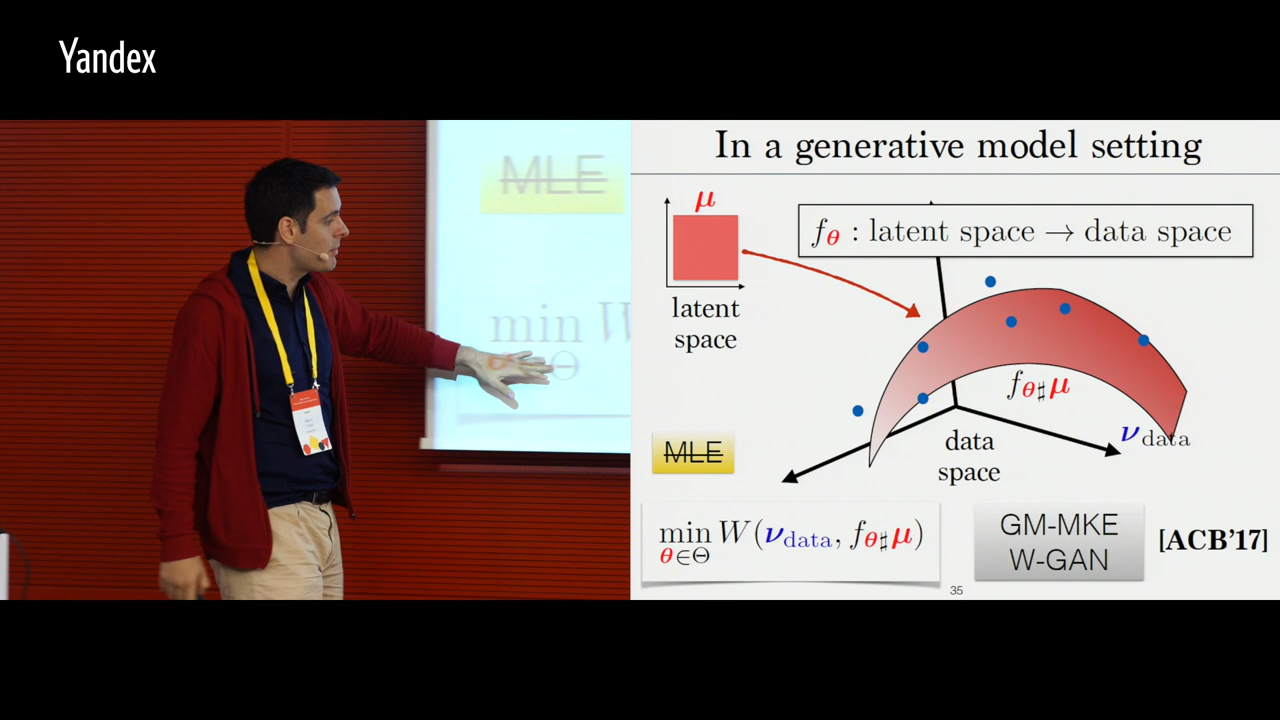 Yandex
MLE
min W
Θ
In a generative model setting
μ
f_θ : latent space → data space
latent
space
f_θ♯μ
ν_data
data
space
MLE
min W(ν_data, f_θ♯μ)
θ∈Θ
GM-MKE
W-GAN
[ACB'17]
35